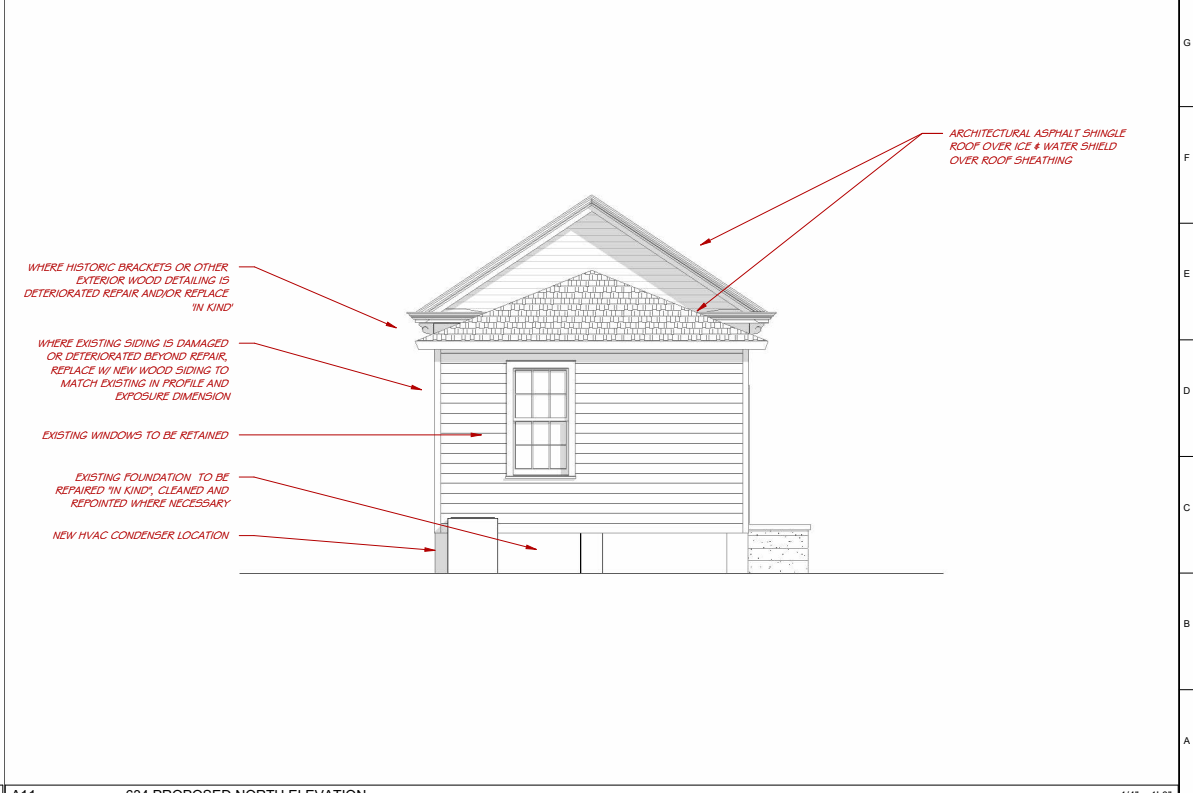 G
ARCHITECTURAL ASPHALT SHINGLE
ROOF OVER ICE & WATER SHIELD
OVER ROOF SHEATHING
F
WHERE HISTORIC BRACKETS OR OTHER
EXTERIOR WOOD DETAILING IS
DETERIORATED REPAIR AND/OR REPLACE
'IN KIND'
E
WHERE EXISTING SIDING IS DAMAGED
OR DETERIORATED BEYOND REPAIR,
REPLACE W/ NEW WOOD SIDING TO
MATCH EXISTING IN PROFILE AND
EXPOSURE DIMENSION
D
EXISTING WINDOWS TO BE RETAINED
EXISTING FOUNDATION TO BE
REPAIRED "IN KIND", CLEANED AND
REPOINTED WHERE NECESSARY
C
NEW HVAC CONDENSER LOCATION
B
A
A11 624 PROPOSED NORTH ELEVATION